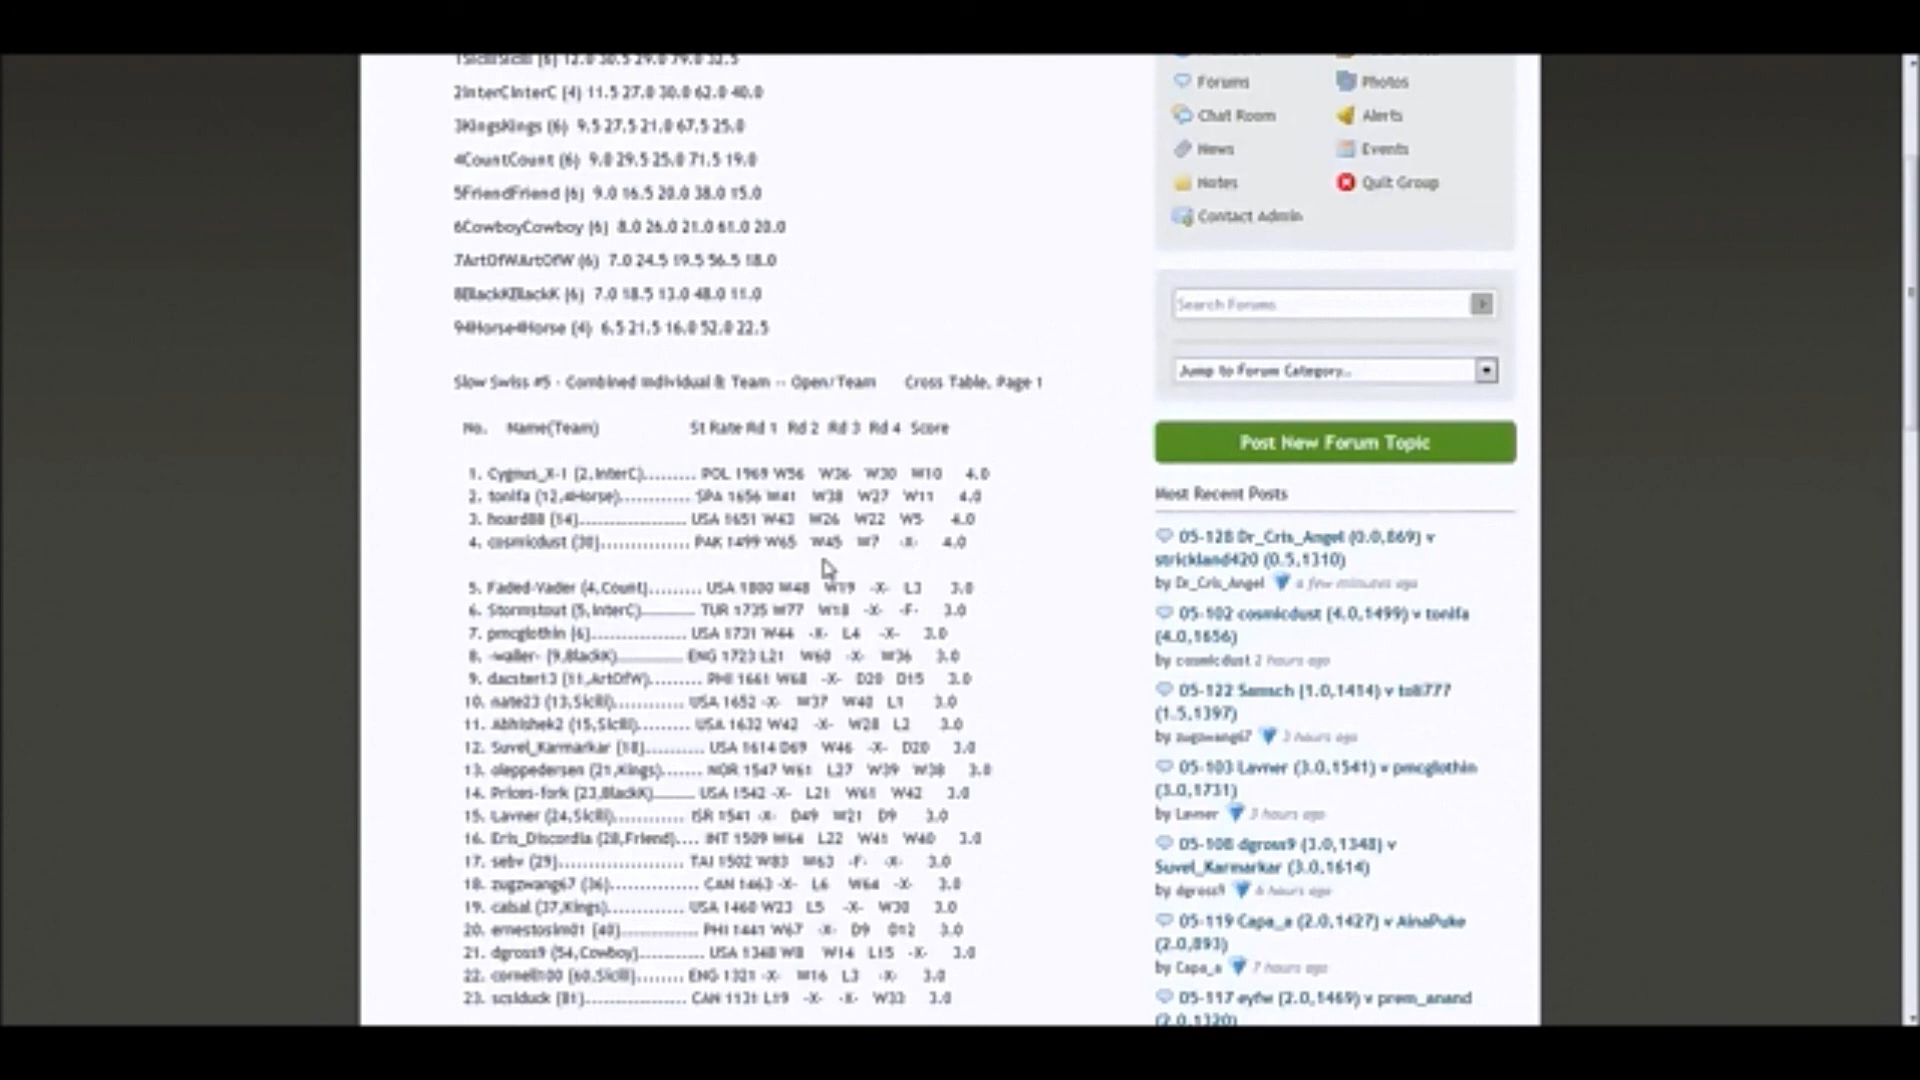 2InterCInterC (4) 11.5 27.0 30.0 62.0 40.0
3KingsKings (6) 9.5 27.5 21.0 67.5 25.0
4CountCount (6) 9.0 29.5 25.0 71.5 19.0
5FriendFriend (6) 9.0 16.5 20.0 38.0 15.0
6CowboyCowboy (6) 8.0 26.0 21.0 61.0 20.0
7ArtOfWArtOfW (6) 7.0 24.5 19.5 56.5 18.0
8BlackKBlackK (6) 7.0 18.5 13.0 48.0 11.0
94Horse4Horse (4) 6.5 21.5 16.0 52.0 22.5
Slow Swiss #5 - Combined Individual & Team -- Open/Team Cross Table, Page 1
No. Name(Team) St Rate Rd 1 Rd 2 Rd 3 Rd 4 Score
1. Cygnus_X-1 (2,InterC)......... POL 1969 W56 W36 W30 W10 4.0
2. tonifa (12,4Horse)............ SPA 1656 W41 W38 W27 W11 4.0
3. hoard88 (14)................... USA 1651 W43 W26 W22 W5 4.0
4. cosmicdust (30)............... PAK 1499 W65 W45 W7 -X- 4.0
5. Faded-Vader (4,Count)......... USA 1800 W48 W19 -X- L3 3.0
6. Stormstout (5,InterC).......... TUR 1735 W77 W18 -X- -F- 3.0
7. pmcglothin (6)................. USA 1731 W44 -X- L4 -X- 3.0
8. -waller- (9,BlackK)............ ENG 1723 L21 W60 -X- W36 3.0
9. dacster13 (11,ArtOfW)......... PHI 1661 W68 -X- D20 D15 3.0
10. nate23 (13,Sicili)............ USA 1652 -X- W37 W40 L1 3.0
11. Abhishek2 (15,Sicili)......... USA 1632 W42 -X- W28 L2 3.0
12. Suvel_Karmarkar (18).......... USA 1614 D69 W46 -X- D20 3.0
13. oleppedersen (21,Kings)....... NOR 1547 W61 L27 W39 W38 3.0
14. Prices-fork (23,BlackK)....... USA 1542 -X- L21 W61 W42 3.0
15. Lavner (24,Sicili)............ ISR 1541 -X- D49 W21 D9 3.0
16. Eris_Discordia (28,Friend).... INT 1509 W64 L22 W41 W40 3.0
17. sebv (29)..................... TAI 1502 W83 W63 -F- -X- 3.0
18. zugzwang67 (36)............... CAN 1463 -X- L6 W64 -X- 3.0
19. calsal (37,Kings)............. USA 1460 W23 L5 -X- W30 3.0
20. ernestosim01 (40)............. PHI 1441 W67 -X- D9 D12 3.0
21. dgross9 (54,Cowboy)........... USA 1348 W8 W14 L15 -X- 3.0
22. cornell100 (60,Sicili)........ ENG 1321 -X- W16 L3 -X- 3.0
23. scslduck (81)................. CAN 1131 L19 -X- -X- W33 3.0
Forums Photos
Chat Room Alerts
News Events
Notes Quit Group
Contact Admin
Search Forums
Jump to Forum Category...
Post New Forum Topic
Most Recent Posts
05-128 Dr_Cris_Angel (0.0,869) v
strickland420 (0.5,1310)
by Dr_Cris_Angel a few minutes ago
05-102 cosmicdust (4.0,1499) v tonifa
(4.0,1656)
by cosmicdust 2 hours ago
05-122 Samsch (1.0,1414) v toli777
(1.5,1397)
by zugzwang67 3 hours ago
05-103 Lavner (3.0,1541) v pmcglothin
(3.0,1731)
by Lavner 3 hours ago
05-108 dgross9 (3.0,1348) v
Suvel_Karmarkar (3.0,1614)
by dgross9 6 hours ago
05-119 Capa_a (2.0,1427) v AinaPuke
(2.0,893)
by Capa_a 7 hours ago
05-117 eyfw (2.0,1469) v prem_anand
(2.0,1320)